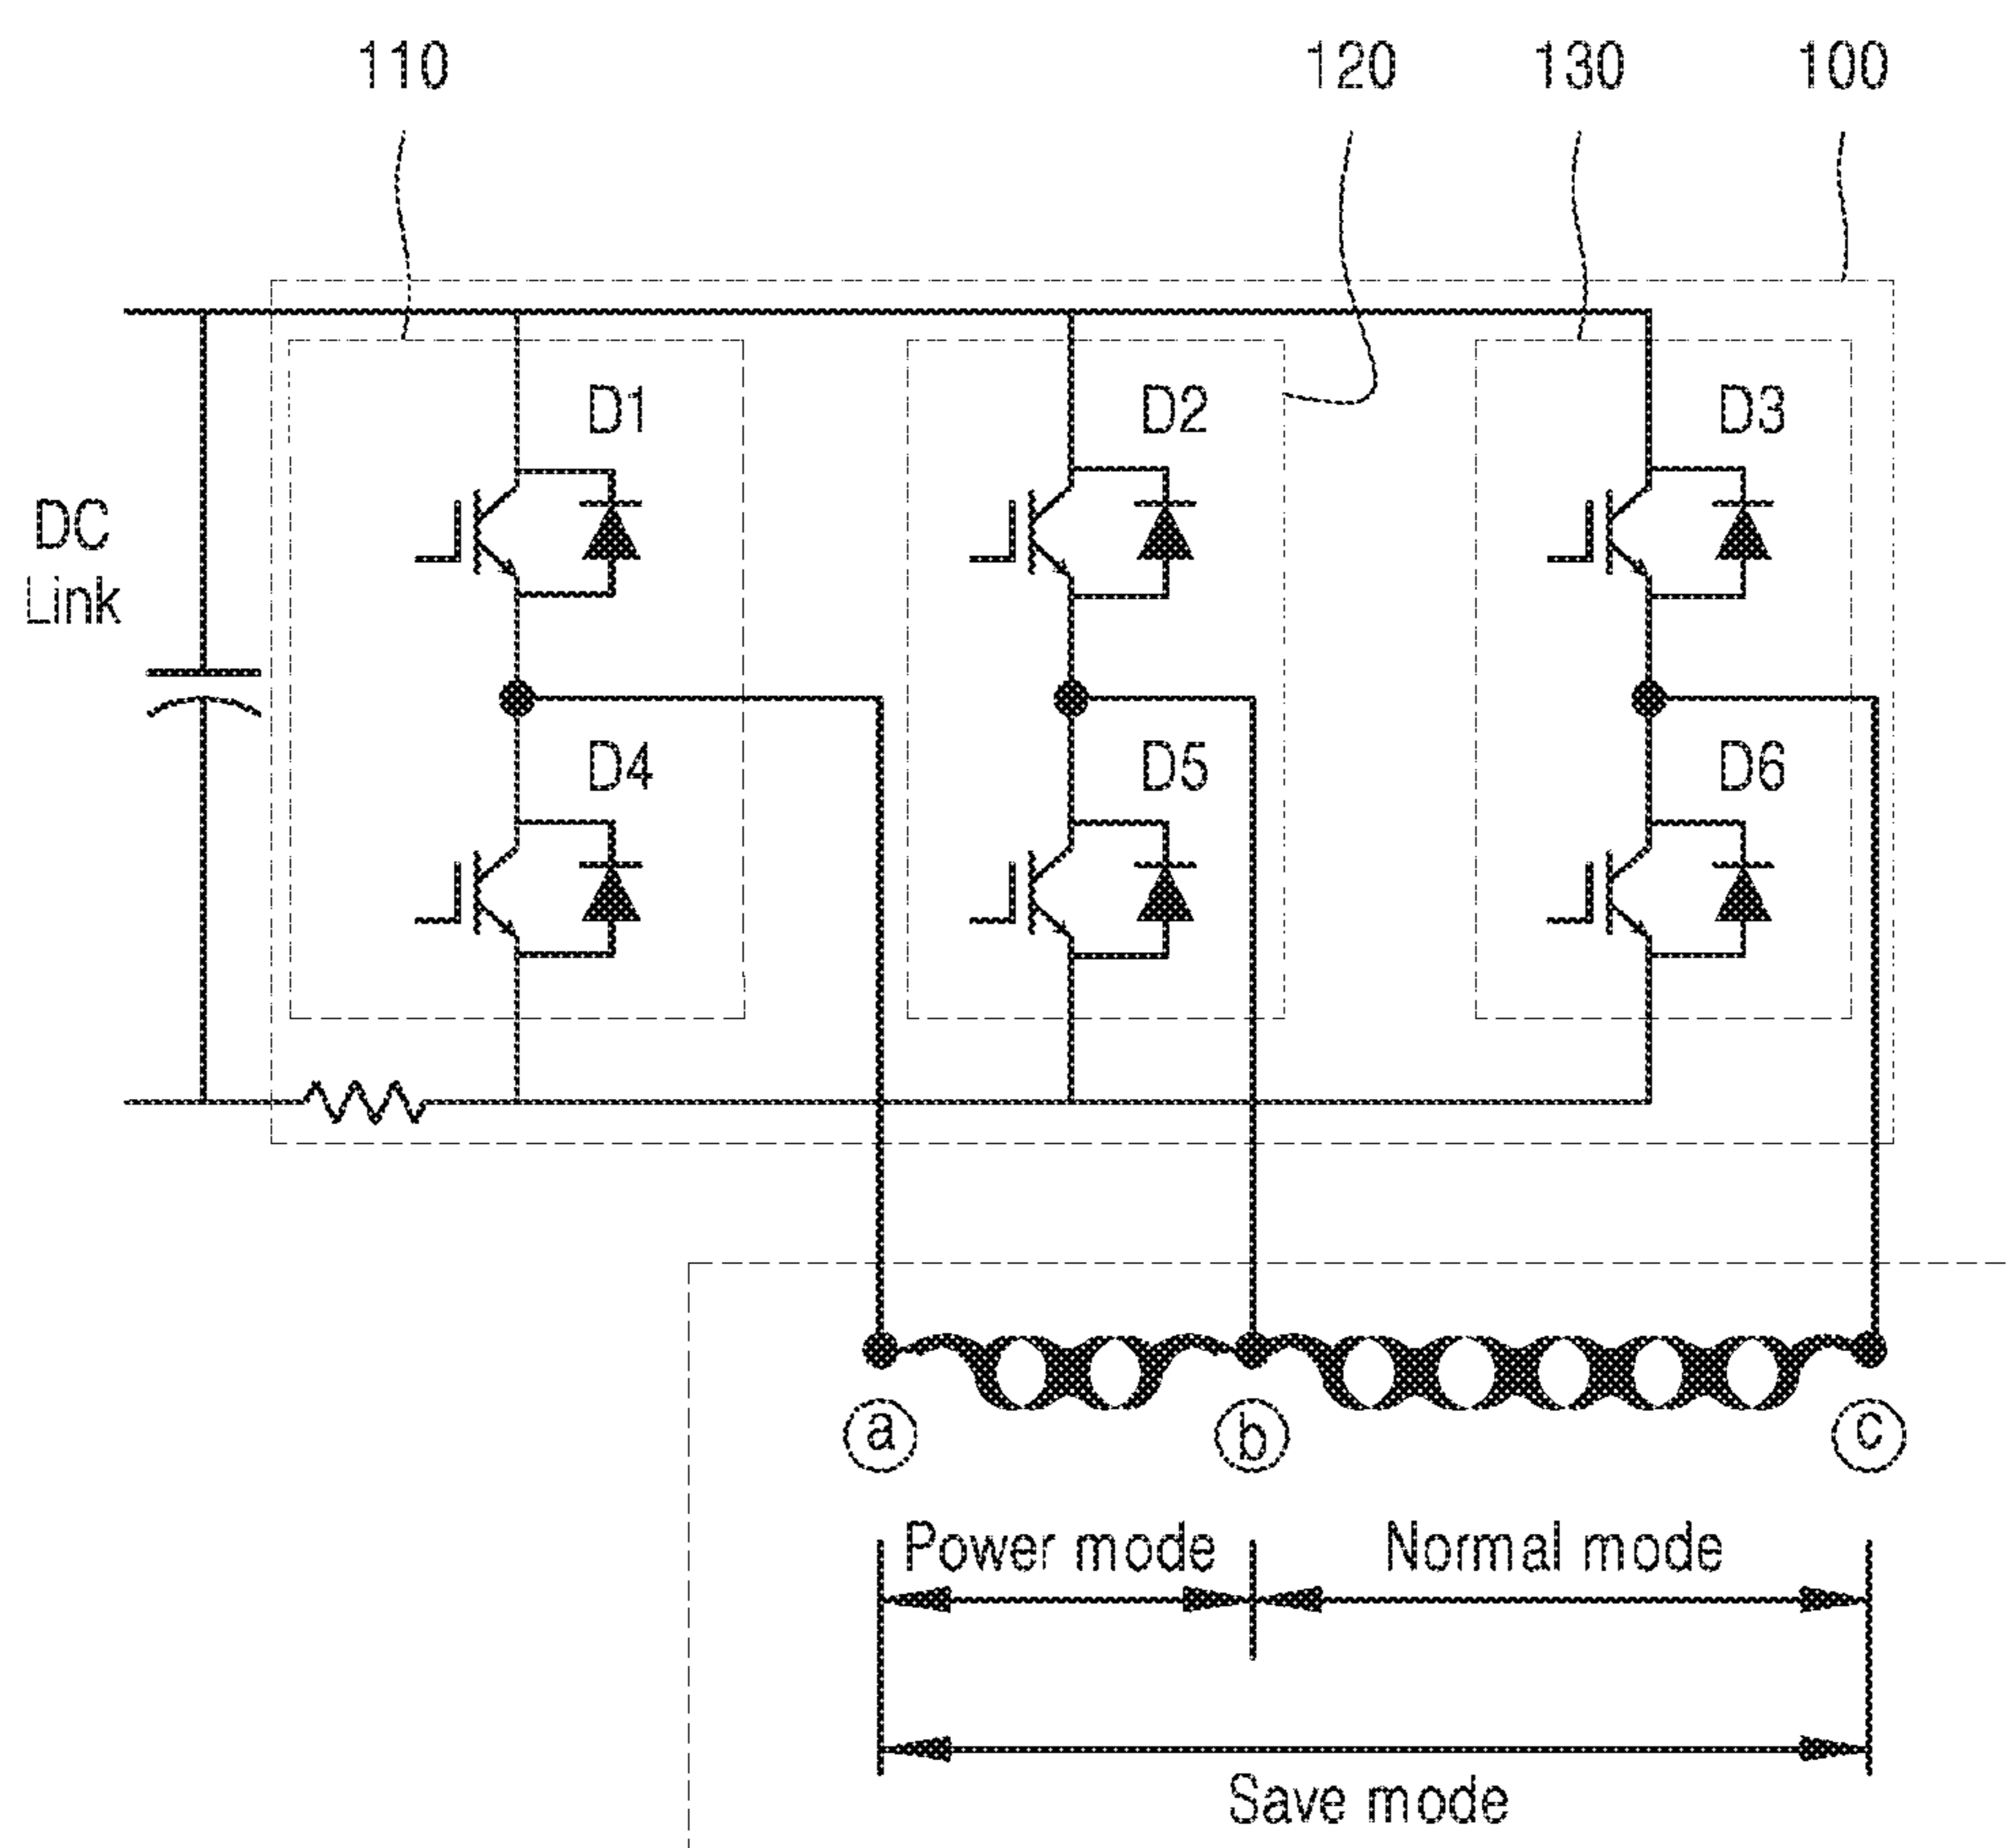 110
120
130
100
D1
D2
D3
DC
Link
D4
D5
D6
a
b
c
Power mode
Normal mode
Save mode